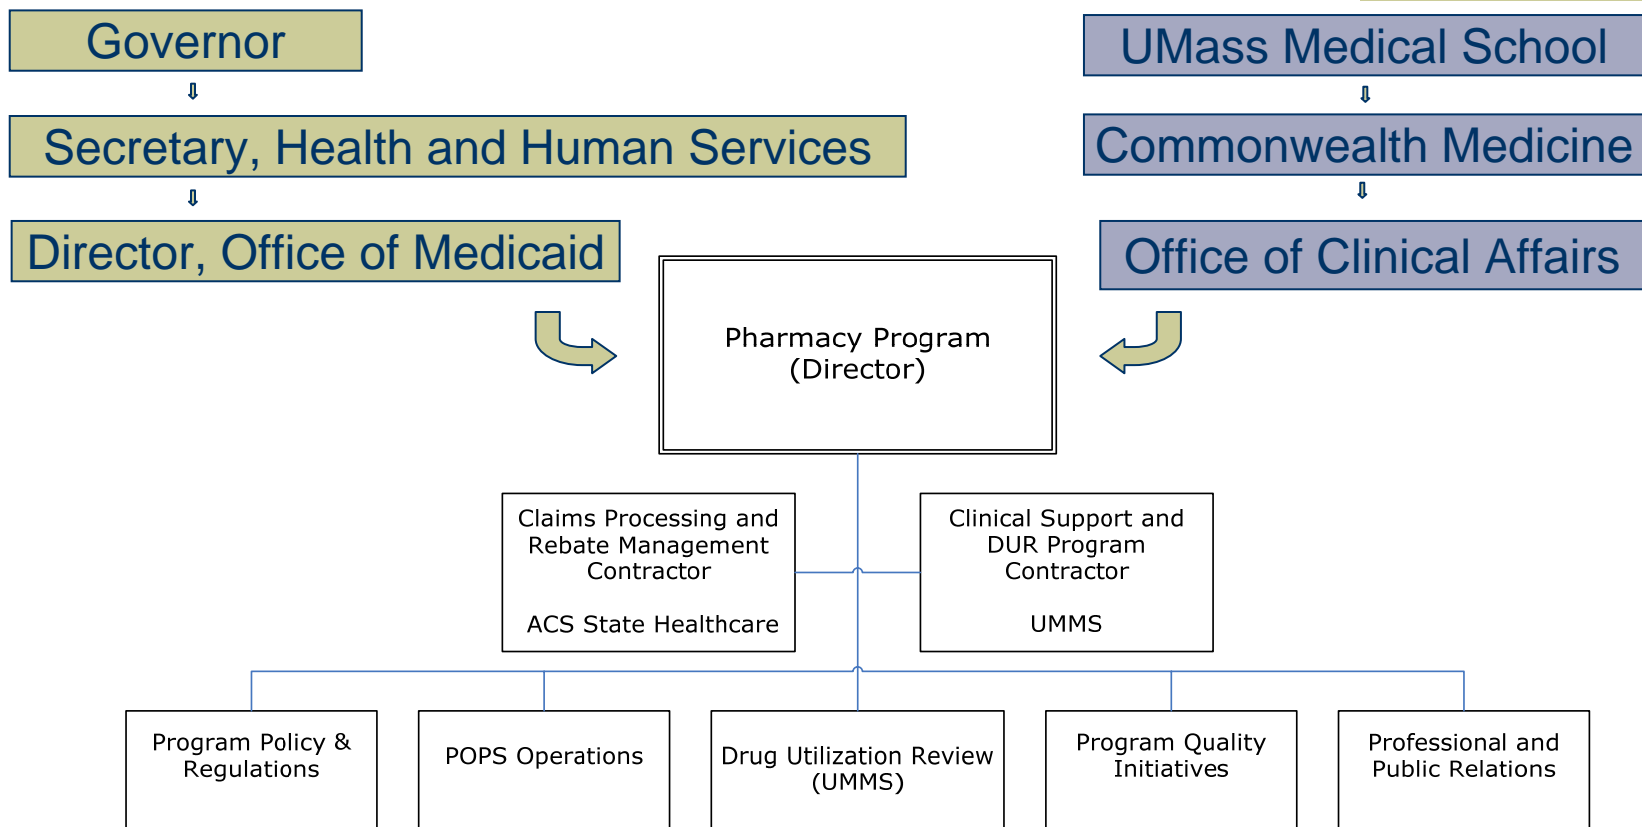 Governor
UMass Medical School
Secretary, Health and Human Services
Commonwealth Medicine
Director, Office of Medicaid
Office of Clinical Affairs
Pharmacy Program
(Director)
Claims Processing and
Rebate Management
Contractor
ACS State Healthcare
Clinical Support and
DUR Program
Contractor
UMMS
Program Policy &
Regulations
POPS Operations
Drug Utilization Review
(UMMS)
Program Quality
Initiatives
Professional and
Public Relations